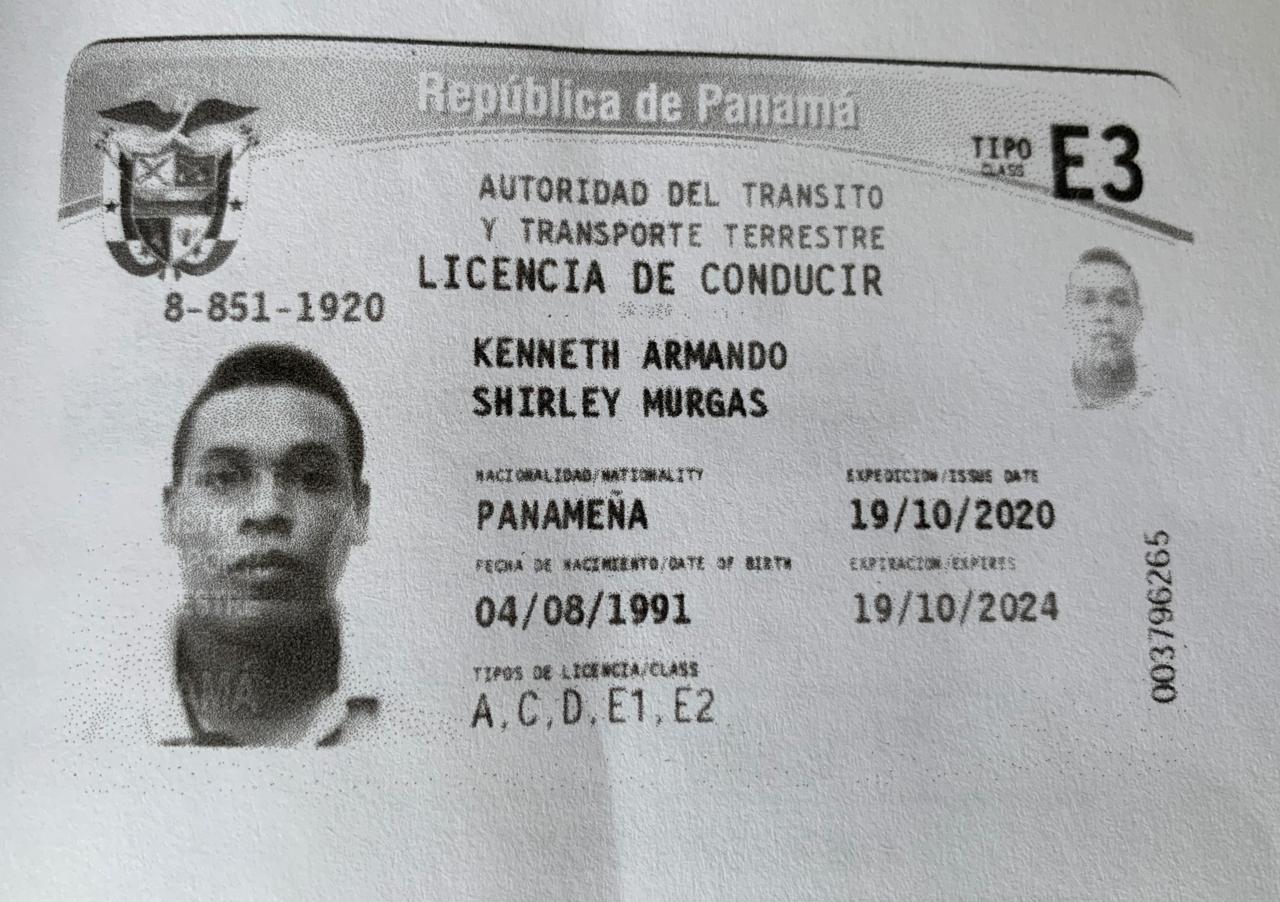 República de Panamá
TIPO
CLASS
E3
AUTORIDAD DEL TRANSITO
Y TRANSPORTE TERRESTRE
LICENCIA DE CONDUCIR
8-851-1920
KENNETH ARMANDO
SHIRLEY MURGAS
NACIONALIDAD/NATIONALITY
EXPEDICION/ISSUE DATE
PANAMEÑA
19/10/2020
FECHA DE NACIMIENTO/DATE OF BIRTH
EXPIRACION/EXPIRES
04/08/1991
19/10/2024
TIPOS DE LICENCIA/CLASS
A,C,D,E1,E2
003796265